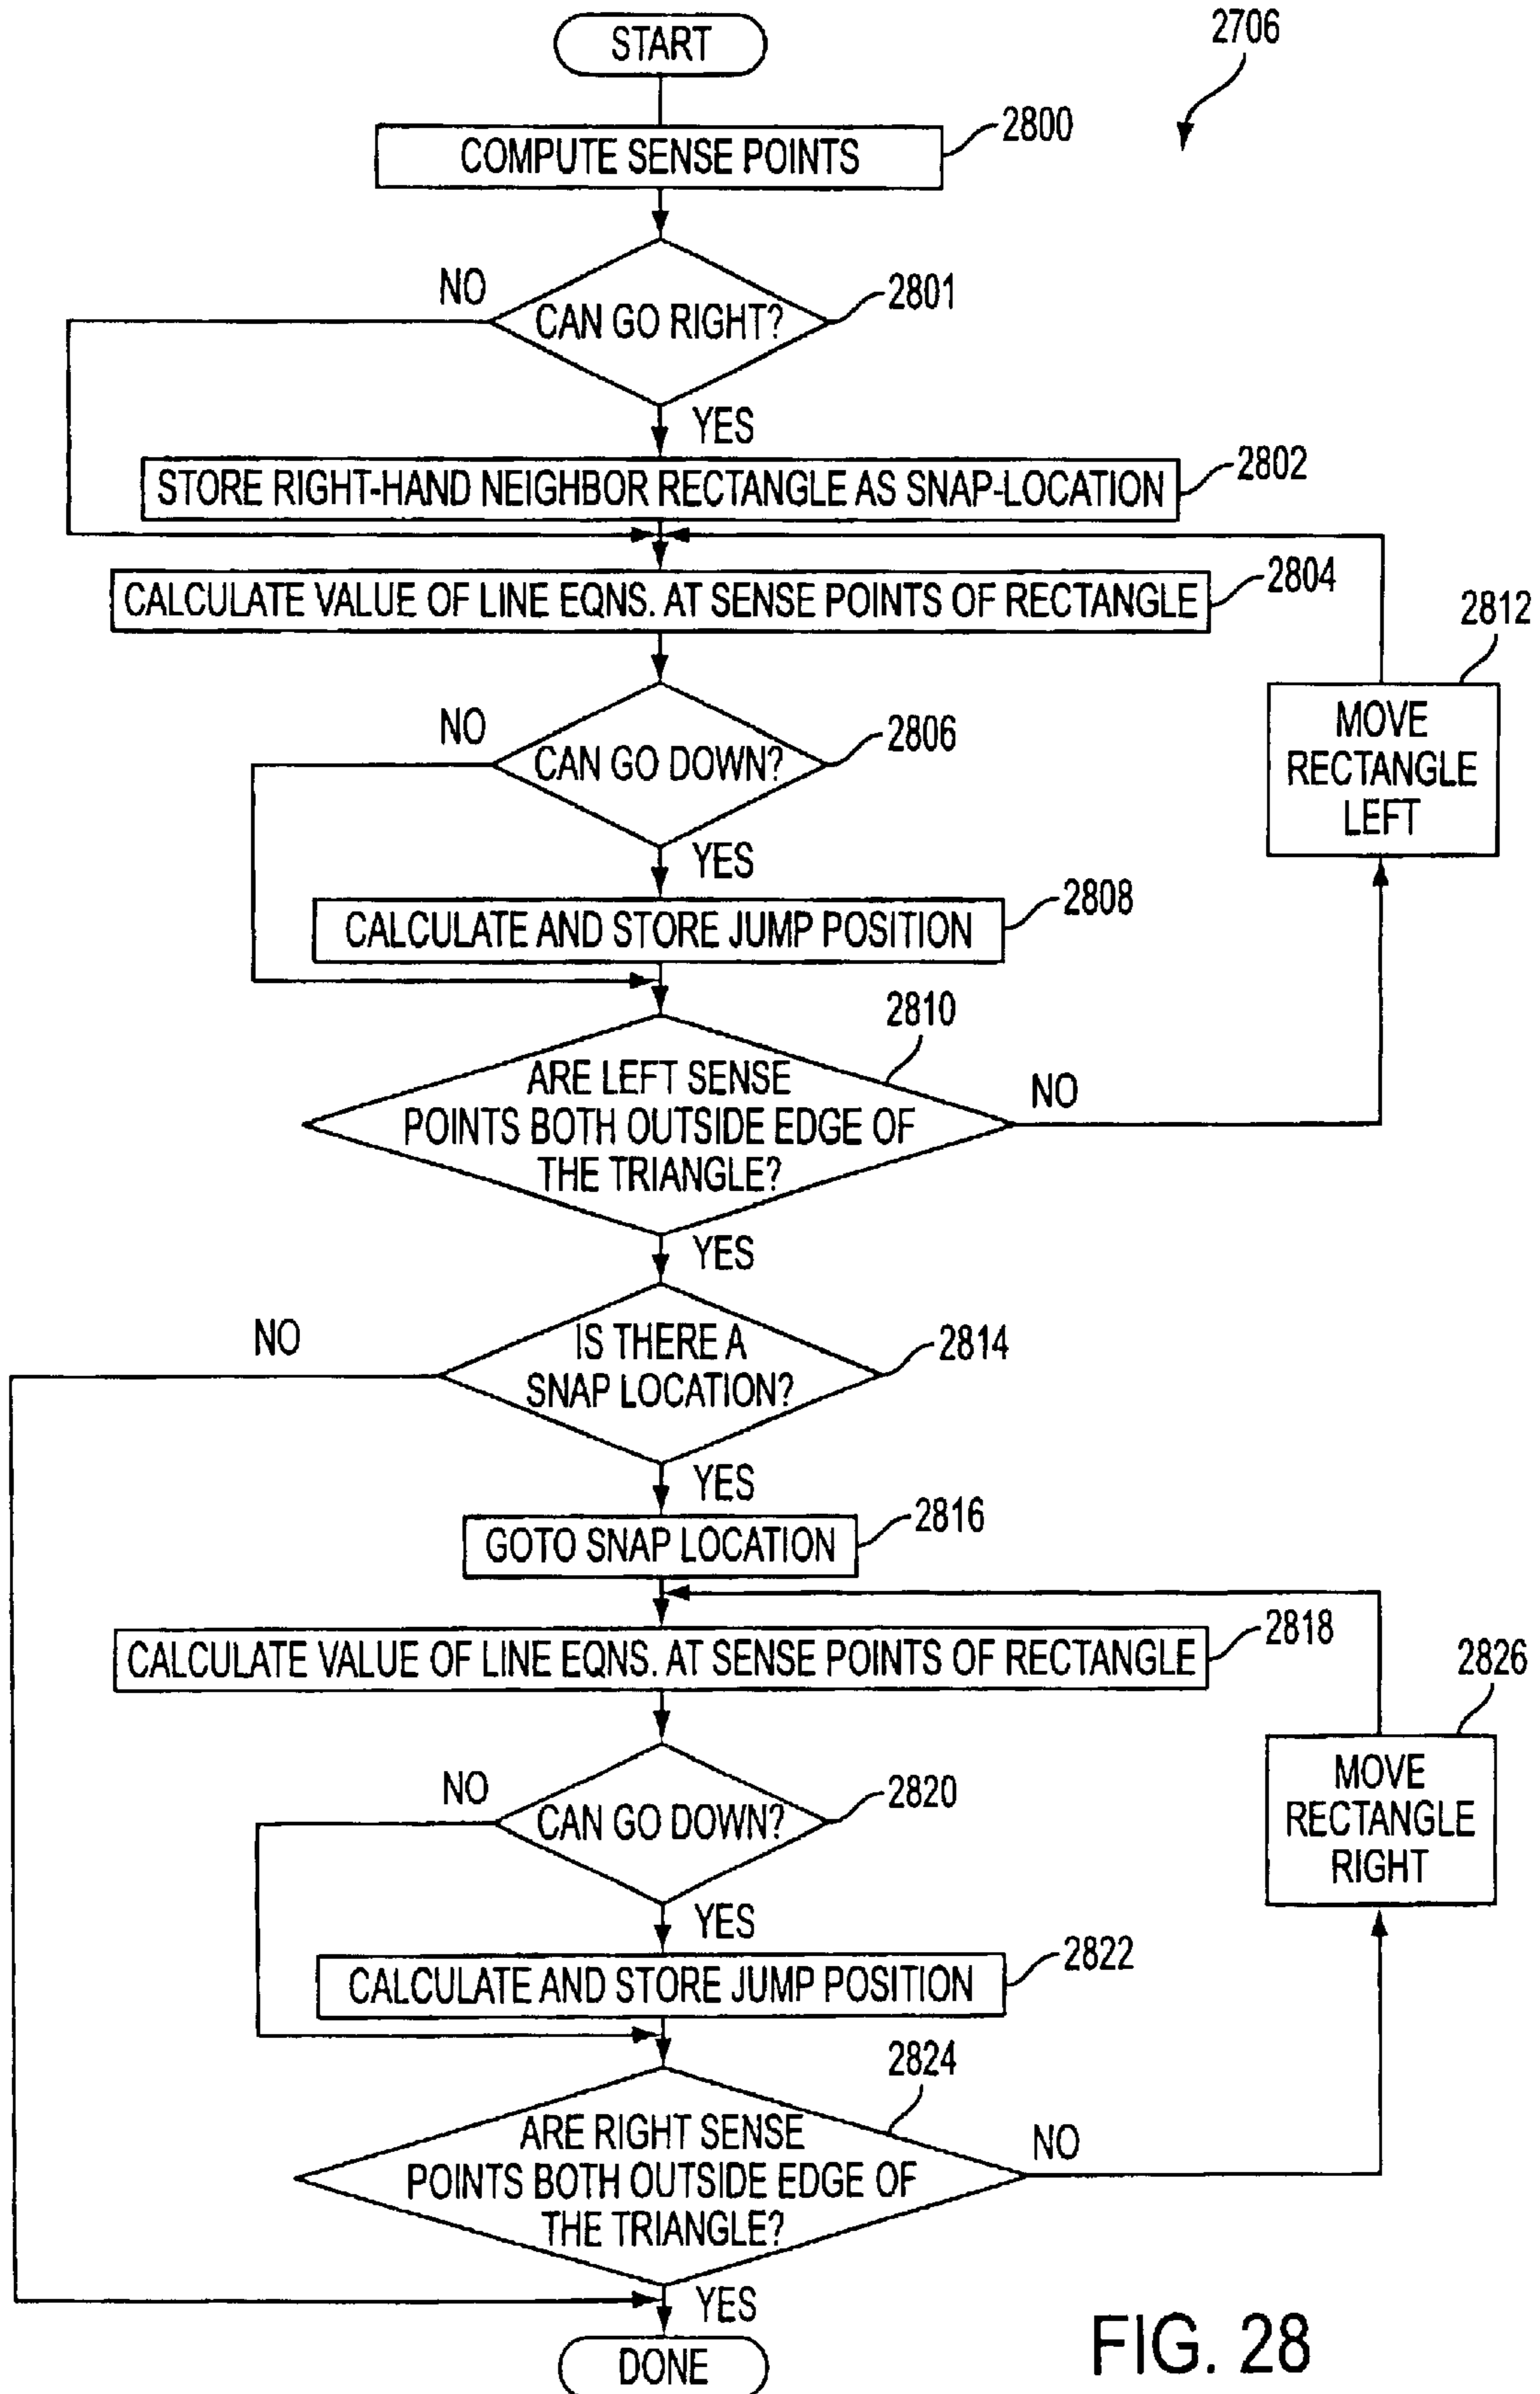 START
2706
2800
COMPUTE SENSE POINTS
NO
2801
CAN GO RIGHT?
YES
2802
STORE RIGHT-HAND NEIGHBOR RECTANGLE AS SNAP-LOCATION
2804
CALCULATE VALUE OF LINE EQNS. AT SENSE POINTS OF RECTANGLE
2812
MOVE
RECTANGLE
LEFT
NO
2806
CAN GO DOWN?
YES
2808
CALCULATE AND STORE JUMP POSITION
2810
ARE LEFT SENSE
POINTS BOTH OUTSIDE EDGE OF
THE TRIANGLE?
NO
YES
NO
2814
IS THERE A
SNAP LOCATION?
YES
2816
GOTO SNAP LOCATION
2818
CALCULATE VALUE OF LINE EQNS. AT SENSE POINTS OF RECTANGLE
2826
MOVE
RECTANGLE
RIGHT
NO
2820
CAN GO DOWN?
YES
2822
CALCULATE AND STORE JUMP POSITION
2824
ARE RIGHT SENSE
POINTS BOTH OUTSIDE EDGE OF
THE TRIANGLE?
NO
YES
DONE
FIG. 28